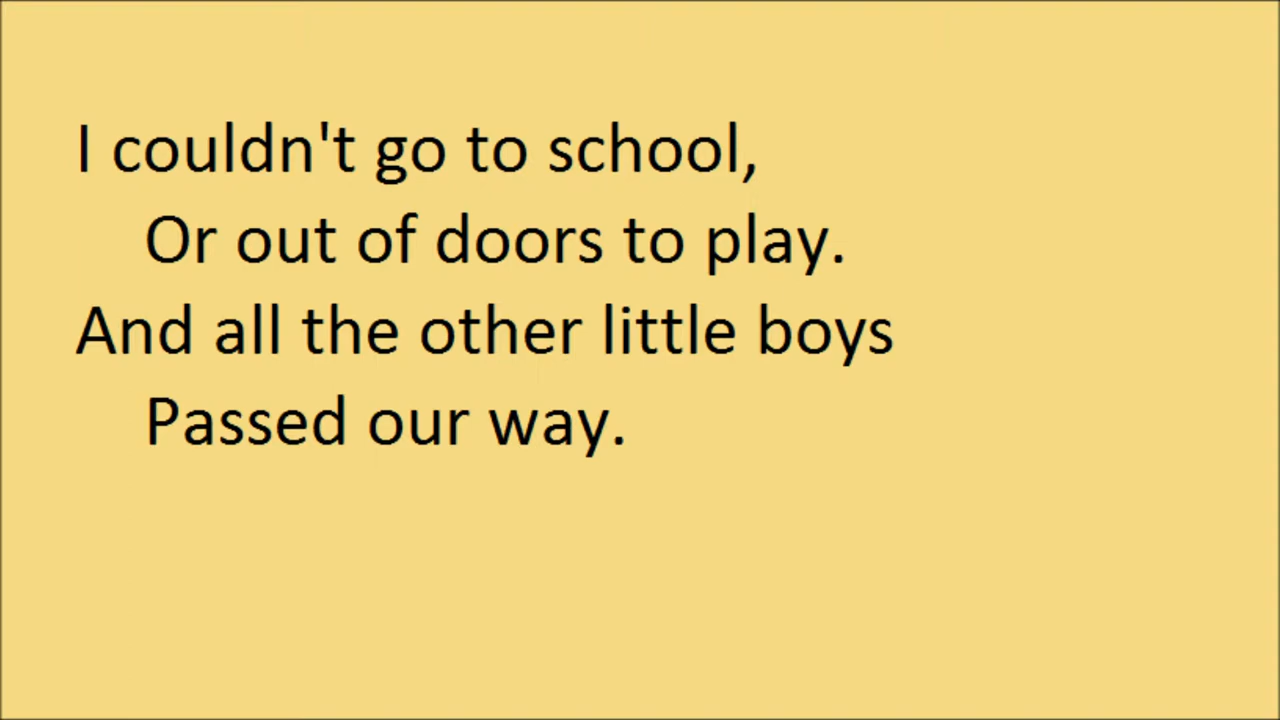 I couldn't go to school,
Or out of doors to play.
And all the other little boys
Passed our way.